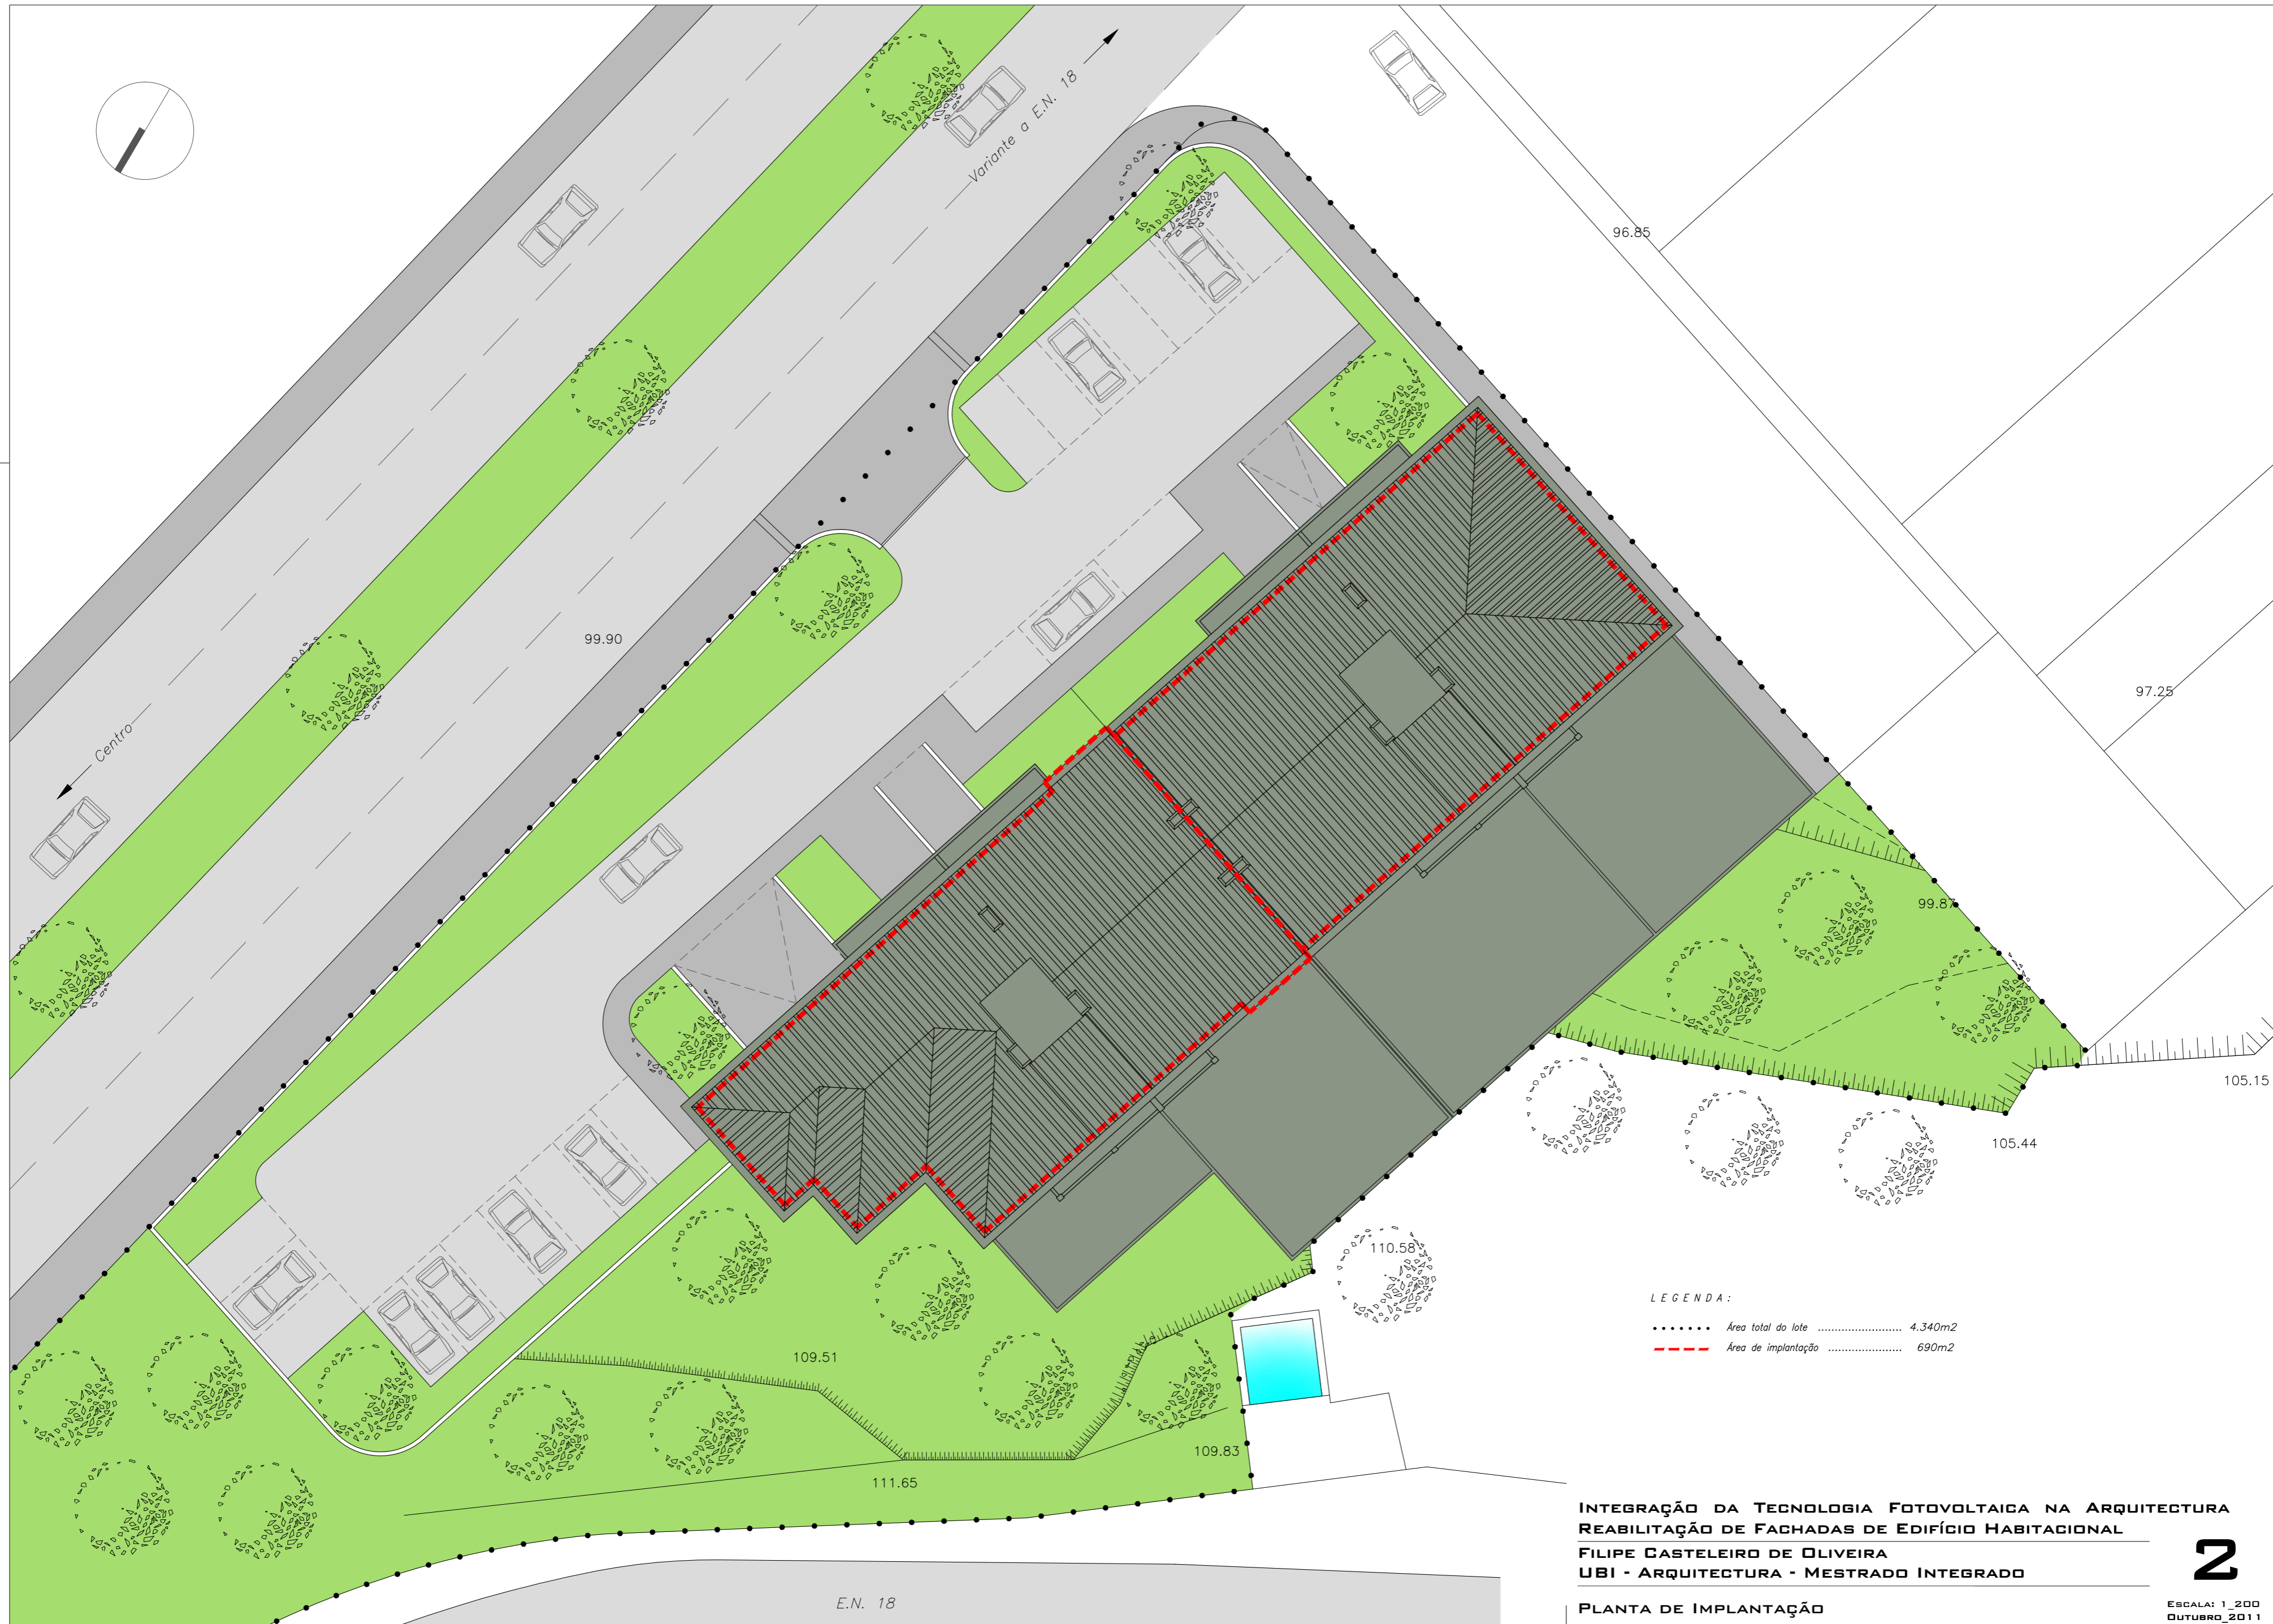 Variante a E.N. 18
96.85
99.90
97.25
Centro
99.87
105.15
105.44
110.58
LEGENDA:
Área total do lote ........................ 4.340m2
Área de implantação ..................... 690m2
109.51
109.83
111.65
INTEGRAÇÃO DA TECNOLOGIA FOTOVOLTAICA NA ARQUITECTURA
REABILITAÇÃO DE FACHADAS DE EDIFÍCIO HABITACIONAL
FILIPE CASTELEIRO DE OLIVEIRA
UBI - ARQUITECTURA - MESTRADO INTEGRADO
2
E.N. 18
PLANTA DE IMPLANTAÇÃO
ESCALA: 1_200
OUTUBRO_2011